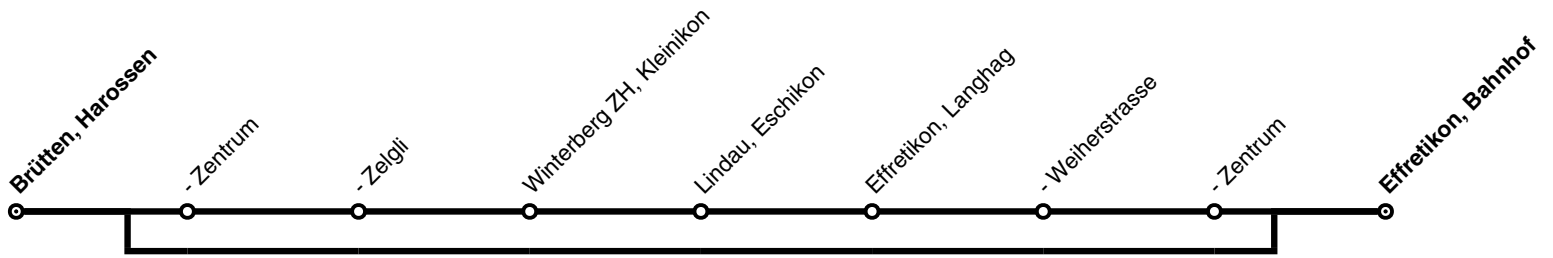 Brütten, Harossen
- Zentrum
- Zelgli
Winterberg ZH, Kleinikon
Lindau, Eschikon
Effretikon, Langhag
- Weiherstrasse
- Zentrum
Effretikon, Bahnhof